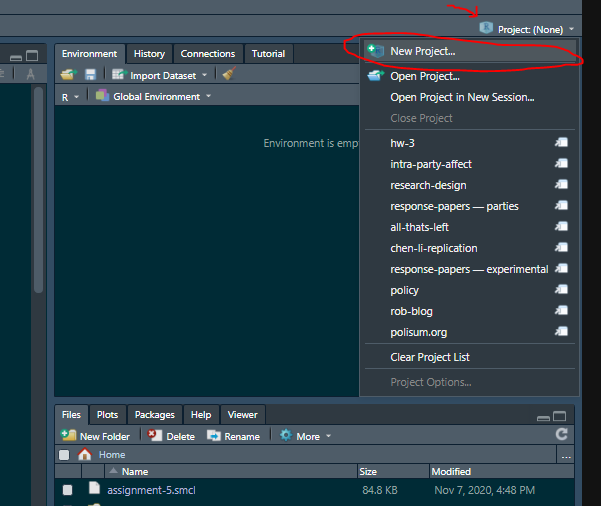 Project: (None)
Environment History Connections Tutorial
New Project...
Import Dataset
Open Project...
R Global Environment
Open Project in New Session...
Close Project
Environment is empt
hw-3
intra-party-affect
research-design
response-papers — parties
all-thats-left
chen-li-replication
response-papers — experimental
policy
rob-blog
polisum.org
Clear Project List
Project Options...
Files Plots Packages Help Viewer
New Folder Delete Rename More
Home ...
Name Size Modified
assignment-5.smcl 84.8 KB Nov 7, 2020, 4:48 PM